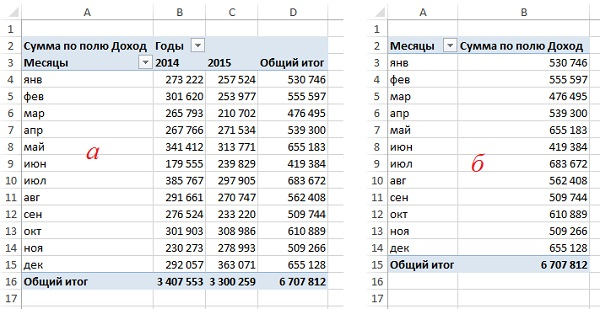 A B C D
1
2 Сумма по полю Доход Годы
3 Месяцы 2014 2015 Общий итог
4 янв 273 222 257 524 530 746
5 фев 301 620 253 977 555 597
6 мар 265 793 210 702 476 495
7 апр 267 766 271 534 539 300
8 май 341 412 313 771 655 183
9 июн 179 555 239 829 419 384
10 июл 385 767 297 905 683 672
11 авг 291 661 270 747 562 408
12 сен 276 524 233 220 509 744
13 окт 301 903 308 986 610 889
14 ноя 230 273 278 993 509 266
15 дек 292 057 363 071 655 128
16 Общий итог 3 407 553 3 300 259 6 707 812
17
а
A B
1
2 Месяцы Сумма по полю Доход
3 янв 530 746
4 фев 555 597
5 мар 476 495
6 апр 539 300
7 май 655 183
8 июн 419 384
9 июл 683 672
10 авг 562 408
11 сен 509 744
12 окт 610 889
13 ноя 509 266
14 дек 655 128
15 Общий итог 6 707 812
16
17
б